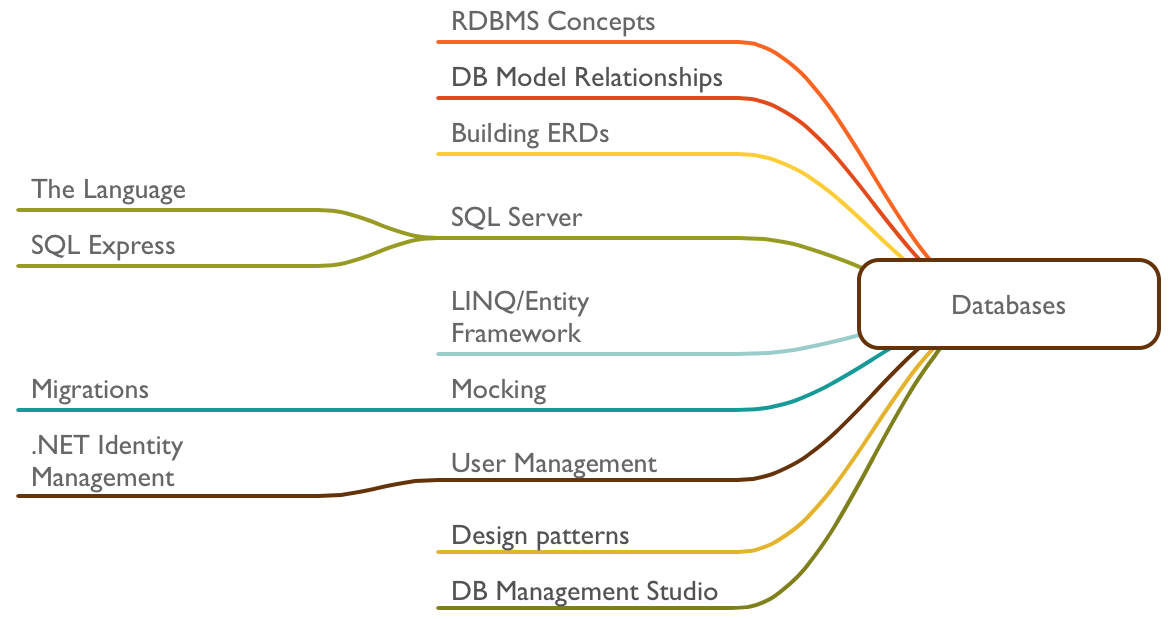 RDBMS Concepts
DB Model Relationships
Building ERDs
The Language
SQL Server
SQL Express
LINQ/Entity
Framework
Databases
Migrations
Mocking
.NET Identity
Management
User Management
Design patterns
DB Management Studio